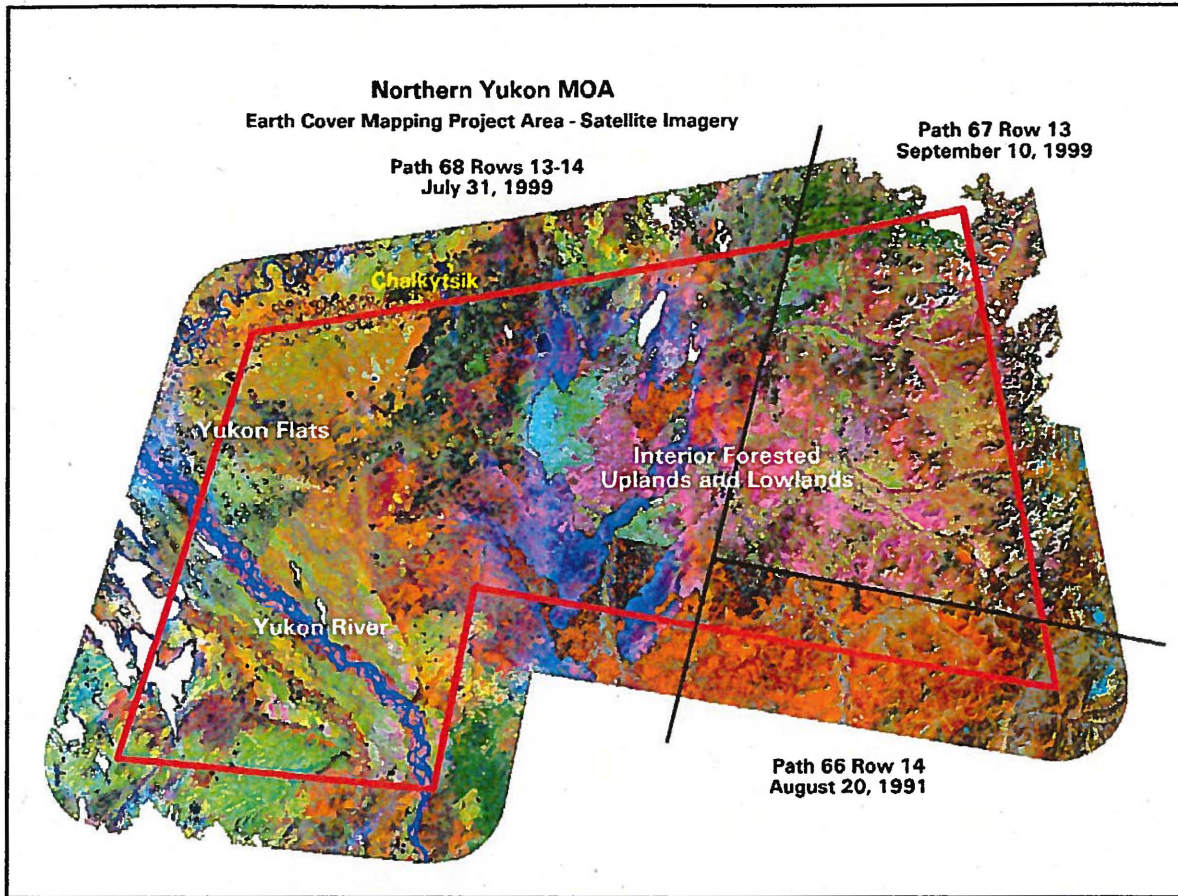 Northern Yukon MOA
Earth Cover Mapping Project Area - Satellite Imagery
Path 68 Rows 13-14
July 31, 1999
Path 67 Row 13
September 10, 1999
Chalkytsik
Yukon Flats
Interior Forested
Uplands and Lowlands
Yukon River
Path 66 Row 14
August 20, 1991